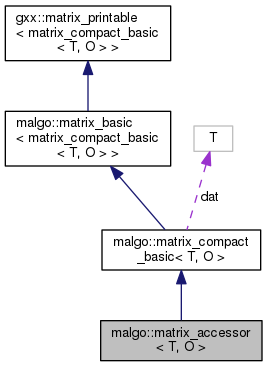 gxx::matrix_printable
< matrix_compact_basic
< T, O > >
malgo::matrix_basic
< matrix_compact_basic
< T, O > >
T
dat
malgo::matrix_compact
_basic< T, O >
malgo::matrix_accessor
< T, O >